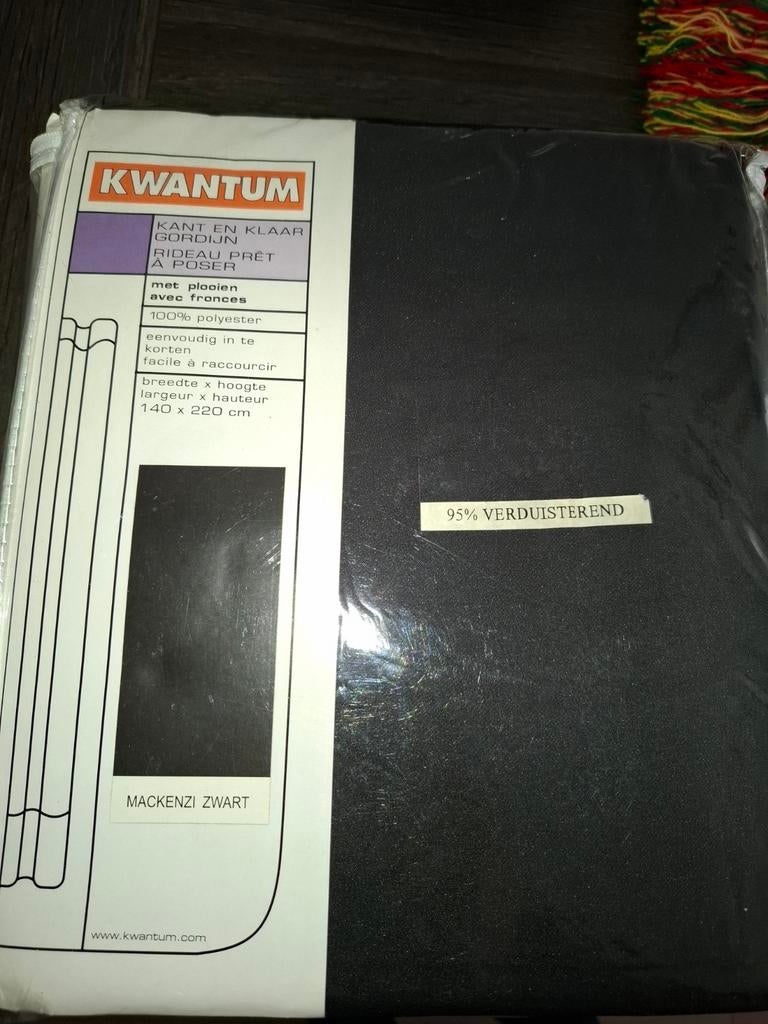 KWANTUM
KANT EN KLAAR
GORDIJN
RIDEAU PRÊT
À POSER
met plooien
avec fronces
100% polyester
eenvoudig in te
korten
facile à raccourcir
breedte x hoogte
largeur x hauteur
140 x 220 cm
95% VERDUISTEREND
MACKENZI ZWART
www.kwantum.com